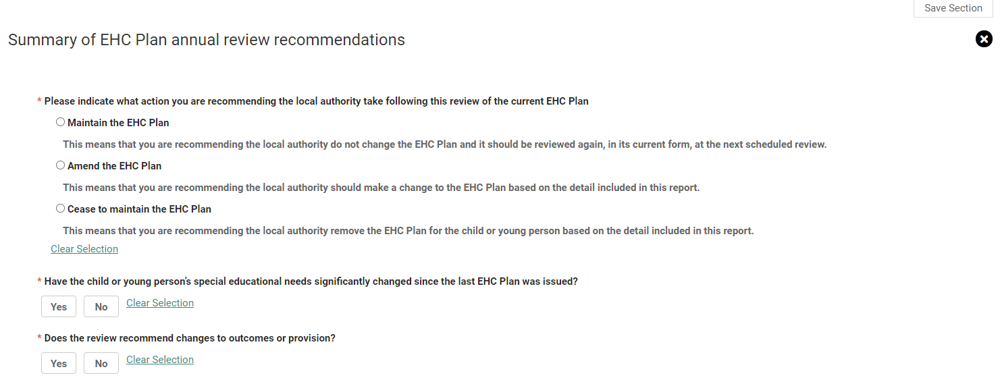 Save Section
Summary of EHC Plan annual review recommendations
* Please indicate what action you are recommending the local authority take following this review of the current EHC Plan
Maintain the EHC Plan
This means that you are recommending the local authority do not change the EHC Plan and it should be reviewed again, in its current form, at the next scheduled review.
Amend the EHC Plan
This means that you are recommending the local authority should make a change to the EHC Plan based on the detail included in this report.
Cease to maintain the EHC Plan
This means that you are recommending the local authority remove the EHC Plan for the child or young person based on the detail included in this report.
Clear Selection
* Have the child or young person’s special educational needs significantly changed since the last EHC Plan was issued?
Yes No Clear Selection
* Does the review recommend changes to outcomes or provision?
Yes No Clear Selection